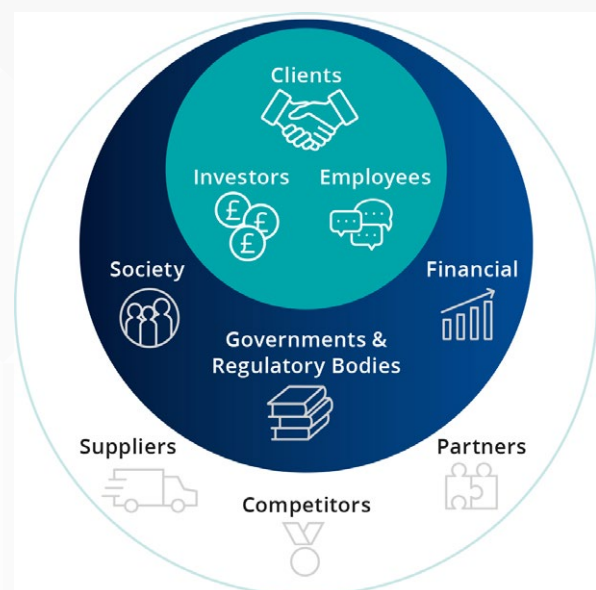 Clients
Investors
Employees
Society
Financial
Governments &
Regulatory Bodies
Suppliers
Partners
Competitors